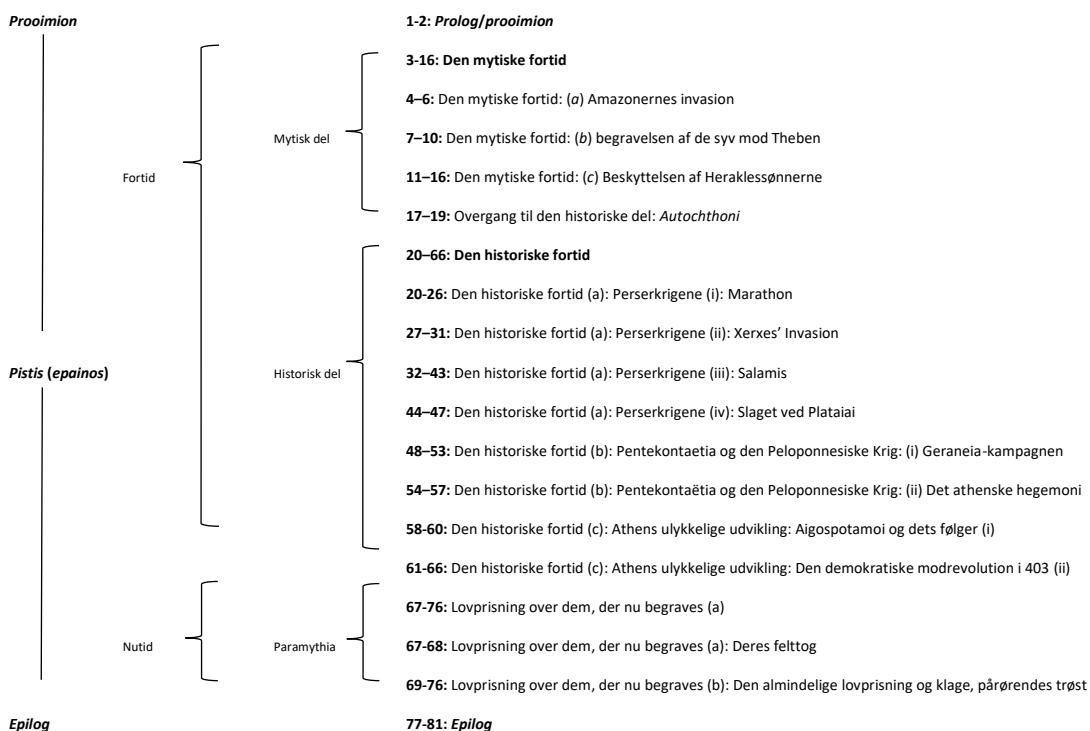 Prooimion
1-2: Prolog/prooimion
3-16: Den mytiske fortid
4–6: Den mytiske fortid: (a) Amazonernes invasion
Mytisk del
7–10: Den mytiske fortid: (b) begravelsen af de syv mod Theben
Fortid
11–16: Den mytiske fortid: (c) Beskyttelsen af Heraklessønnerne
17–19: Overgang til den historiske del: Autochthoni
20–66: Den historiske fortid
20-26: Den historiske fortid (a): Perserkrigene (i): Marathon
27–31: Den historiske fortid (a): Perserkrigene (ii): Xerxes’ Invasion
Pistis (epainos)
Historisk del
32–43: Den historiske fortid (a): Perserkrigene (iii): Salamis
44–47: Den historiske fortid (a): Perserkrigene (iv): Slaget ved Plataiai
48–53: Den historiske fortid (b): Pentekontaetia og den Peloponnesiske Krig: (i) Geraneia-kampagnen
54–57: Den historiske fortid (b): Pentekontaëtia og den Peloponnesiske Krig: (ii) Det athenske hegemoni
58-60: Den historiske fortid (c): Athens ulykkelige udvikling: Aigospotamoi og dets følger (i)
61-66: Den historiske fortid (c): Athens ulykkelige udvikling: Den demokratiske modrevolution i 403 (ii)
67-76: Lovprisning over dem, der nu begraves (a)
Nutid
Paramythia
67-68: Lovprisning over dem, der nu begraves (a): Deres felttog
69-76: Lovprisning over dem, der nu begraves (b): Den almindelige lovprisning og klage, pårørendes trøst
Epilog
77-81: Epilog